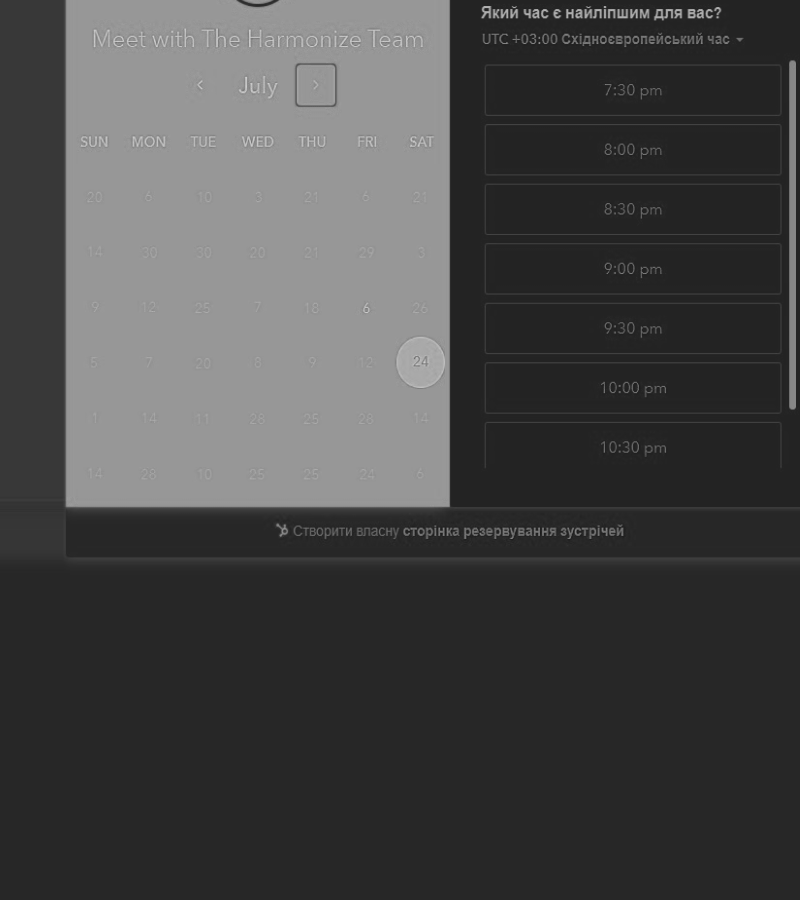 Meet with The Harmonize Team
July
SUN MON TUE WED THU FRI SAT
20 6 10 3 21 6 21
14 30 30 20 21 29 3
9 12 25 7 18 6 26
5 7 20 8 9 12 24
1 14 11 26 25 28 14
14 28 10 25 25 24 6
Який час є найліпшим для вас?
UTC +03:00 Східноєвропейський час
7:30 pm
8:00 pm
8:30 pm
9:00 pm
9:30 pm
10:00 pm
10:30 pm
Створити власну сторінка резервування зустрічей